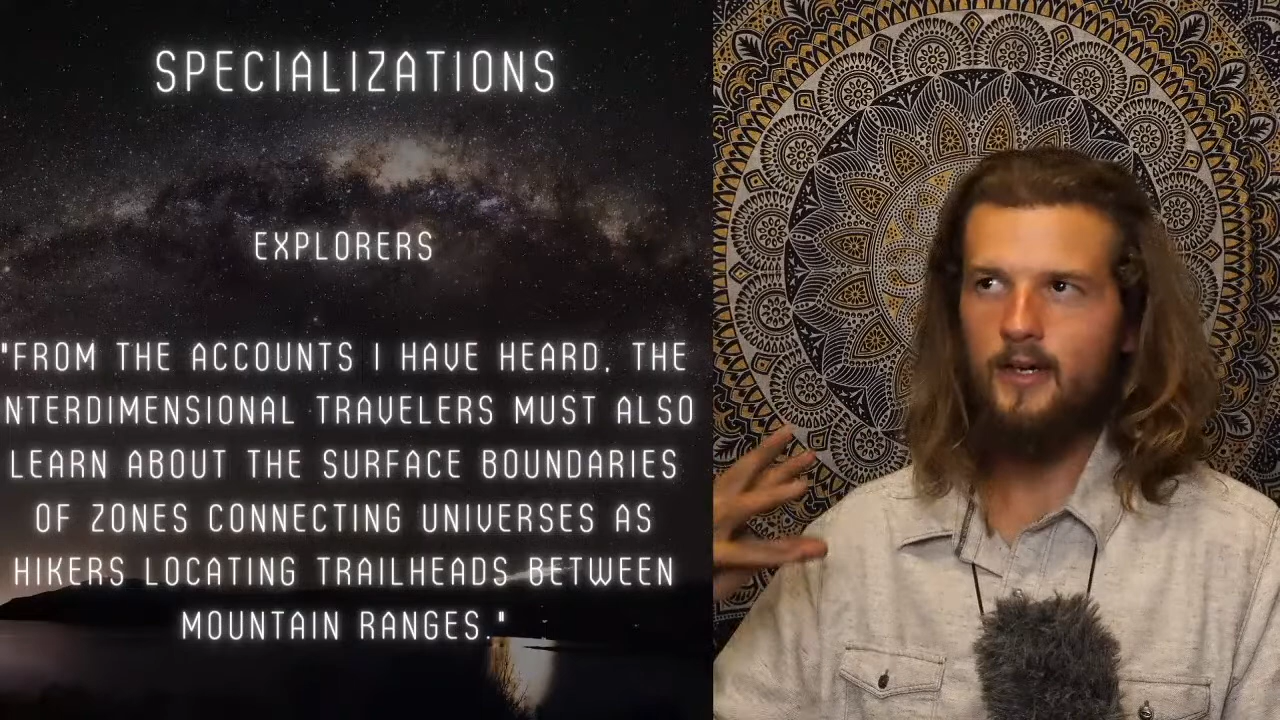 SPECIALIZATIONS
EXPLORERS
"FROM THE ACCOUNTS I HAVE HEARD, THE
NTERDIMENSIONAL TRAVELERS MUST ALSO
LEARN ABOUT THE SURFACE BOUNDARIES
OF ZONES CONNECTING UNIVERSES AS
HIKERS LOCATING TRAILHEADS BETWEEN
MOUNTAIN RANGES."